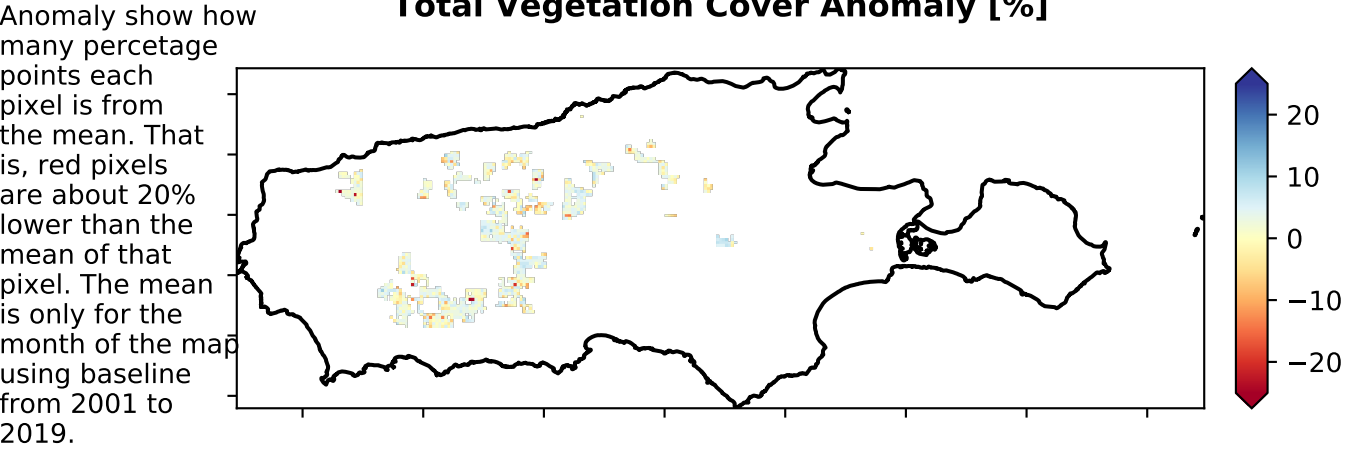 Total Vegetation Cover Anomaly [%]
Anomaly show how
many percetage
points each
pixel is from
the mean. That
is, red pixels
are about 20%
lower than the
mean of that
pixel. The mean
is only for the
month of the map
using baseline
from 2001 to
2019.
20
10
0
−10
−20